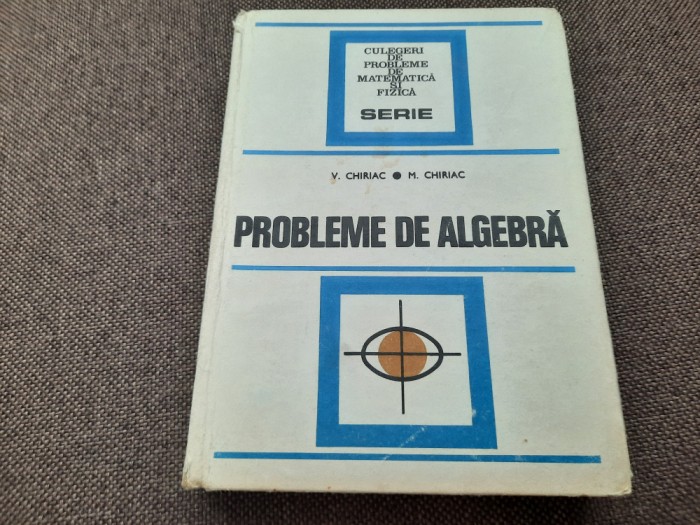 CULEGERI
DE
PROBLEME
DE
MATEMATICĂ
ȘI
FIZICĂ
SERIE
V. CHIRIAC ● M. CHIRIAC
PROBLEME DE ALGEBRĂ